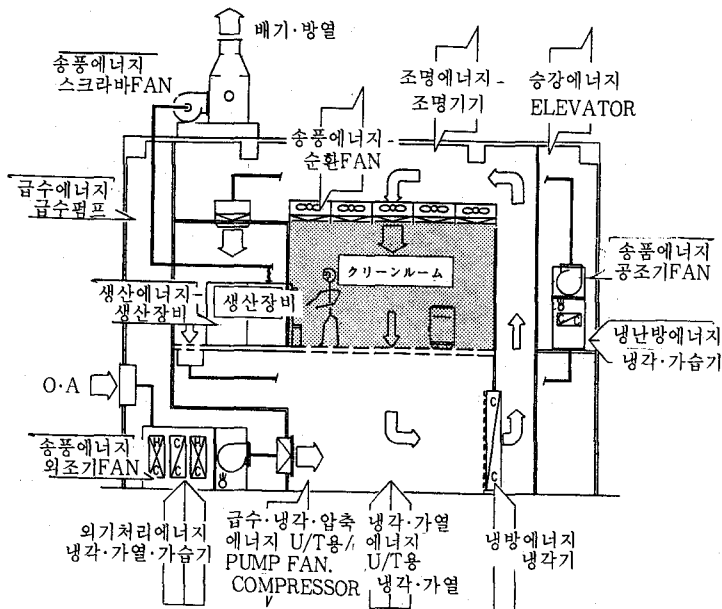 배기·방열
송풍에너지
스크라바FAN
조명에너지-
조명기기
승강에너지
ELEVATOR
송풍에너지-
순환FAN
급수에너지
급수펌프
クリーンルーム
송품에너지
공조기FAN
생산에너지-
생산장비
생산장비
냉난방에너지
냉각·가습기
O·A
송풍에너지
외조기FAN
H C
C C
H C
C C
외기처리에너지
냉각·가열·가습기
급수·냉각·압축
에너지 U/T용/
PUMP FAN.
COMPRESSOR
냉각·가열
에너지
U/T용
냉각·가열
냉방에너지
냉각기